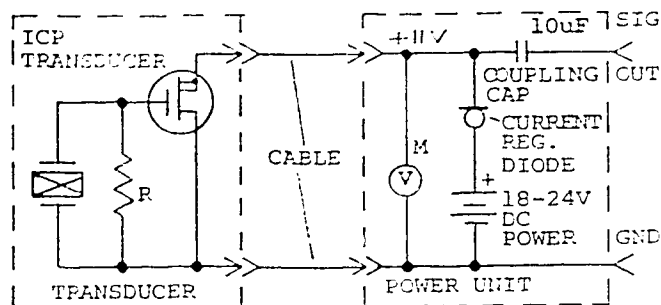 ICP
TRANSDUCER
R
TRANSDUCER
CABLE
+11V
M
V
10uF
COUPLING
CAP
CURRENT
REG.
DIODE
+
18-24V
DC
POWER
POWER UNIT
SIG
OUT
GND